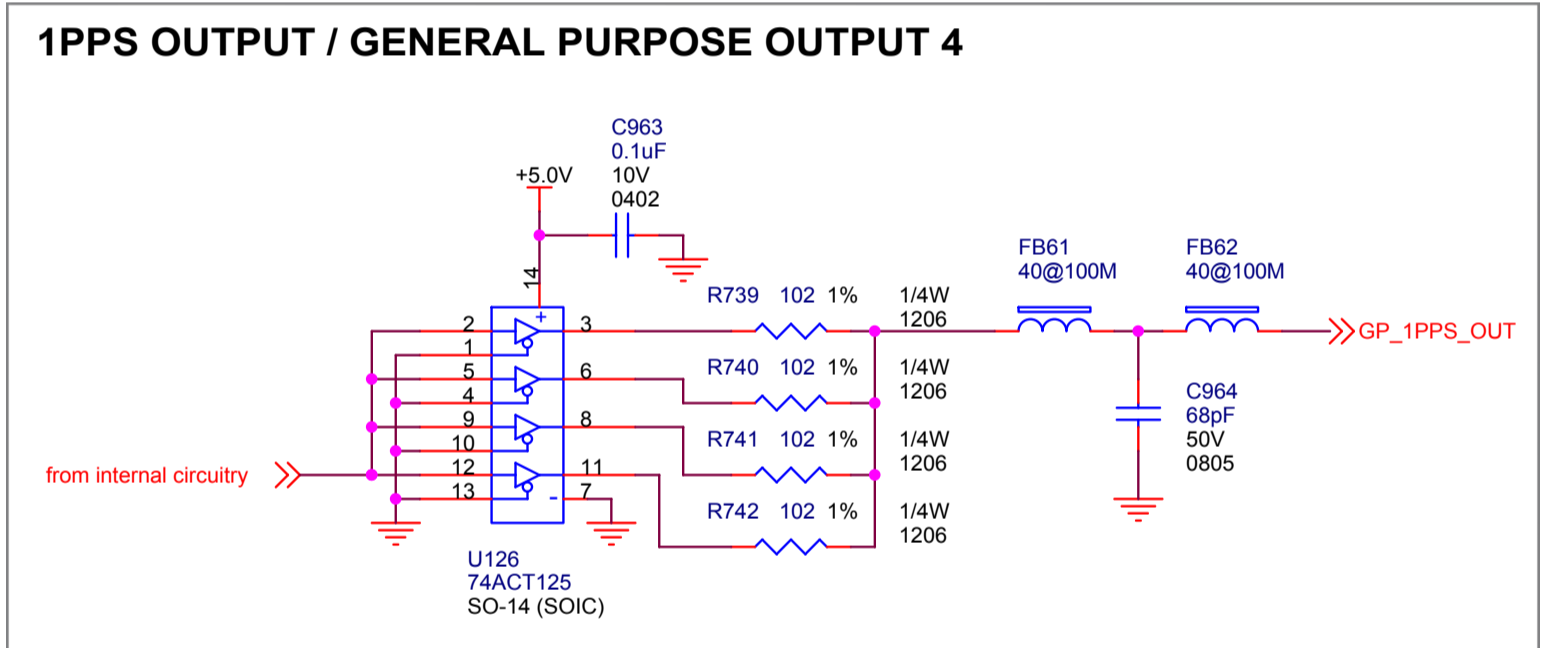 1PPS OUTPUT / GENERAL PURPOSE OUTPUT 4
C963
0.1uF
10V
0402
+5.0V
14
+
2
1
5
4
9
10
12
13
3
6
8
11
7
-
from internal circuitry
U126
74ACT125
SO-14 (SOIC)
R739 102 1% 1/4W
1206
R740 102 1% 1/4W
1206
R741 102 1% 1/4W
1206
R742 102 1% 1/4W
1206
FB61
40@100M
FB62
40@100M
GP_1PPS_OUT
C964
68pF
50V
0805